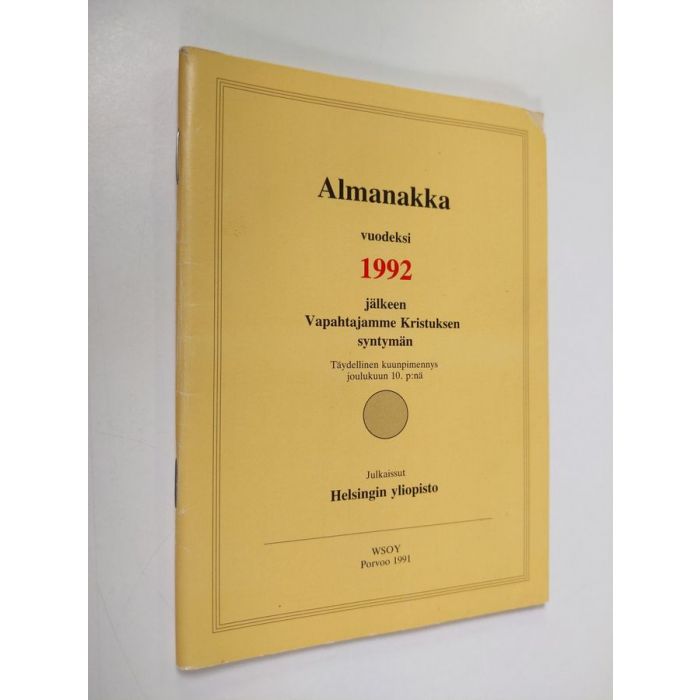 Almanakka
vuodeksi
1992
jälkeen
Vapahtajamme Kristuksen
syntymän
Täydellinen kuunpimennys
joulukuun 10. p:nä
Julkaissut
Helsingin yliopisto
WSOY
Porvoo 1991